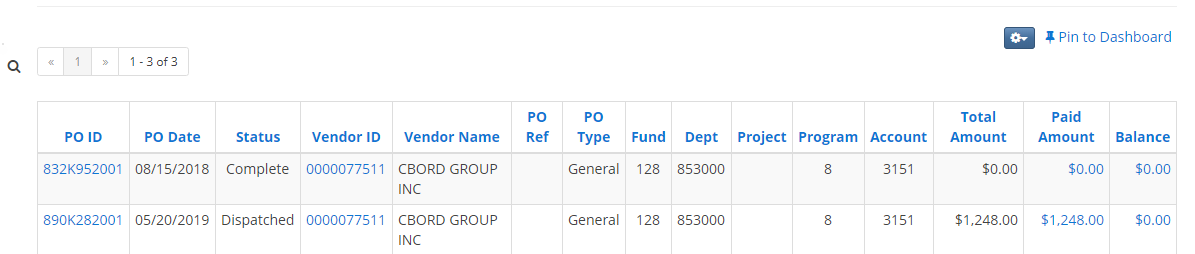 Pin to Dashboard
« 1 » 1 - 3 of 3
PO ID PO Date Status Vendor ID Vendor Name PO Ref PO Type Fund Dept Project Program Account Total Amount Paid Amount Balance
832K952001 08/15/2018 Complete 0000077511 CBORD GROUP INC General 128 853000 8 3151 $0.00 $0.00 $0.00
890K282001 05/20/2019 Dispatched 0000077511 CBORD GROUP INC General 128 853000 8 3151 $1,248.00 $1,248.00 $0.00